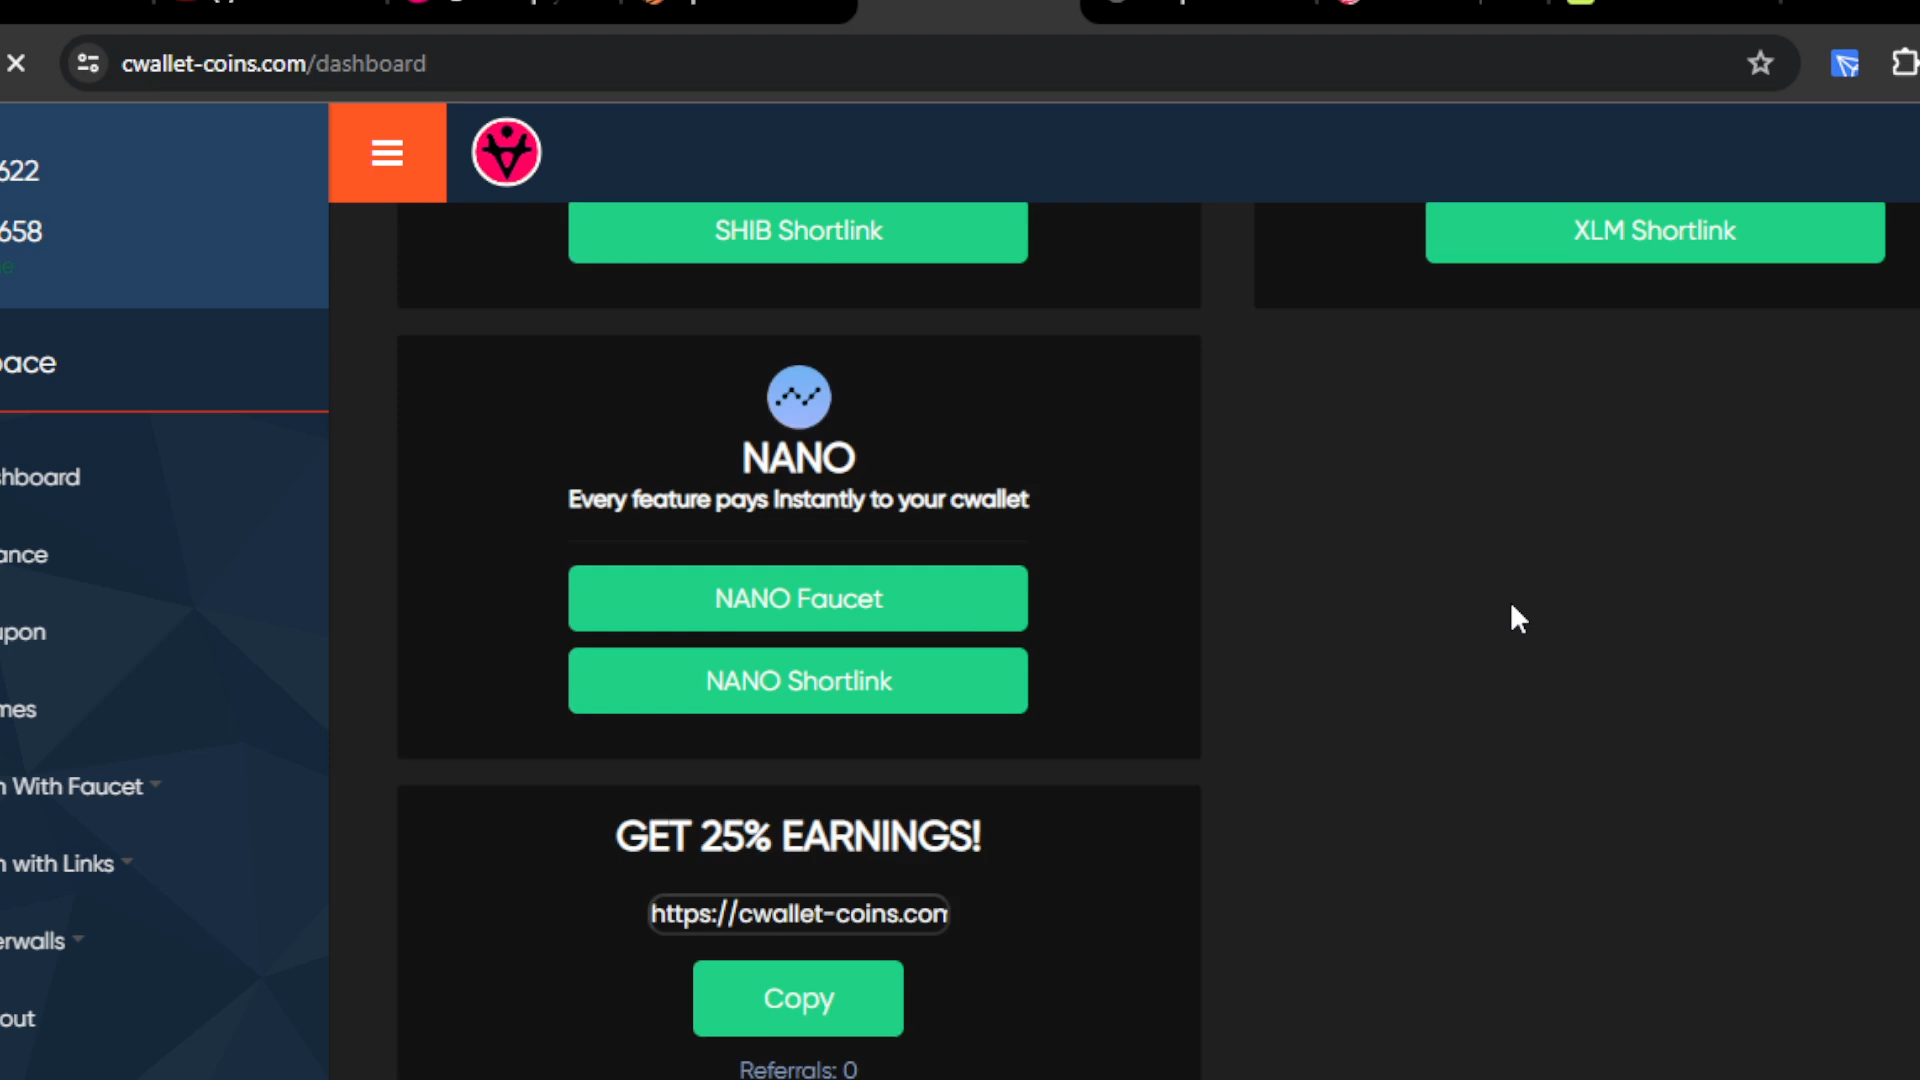 cwallet-coins.com/dashboard
622
658
SHIB Shortlink
XLM Shortlink
NANO
Every feature pays Instantly to your cwallet
NANO Faucet
NANO Shortlink
GET 25% EARNINGS!
https://cwallet-coins.com
Copy
Referrals: 0
pace
hboard
ance
upon
mes
n With Faucet
n with Links
erwalls
out